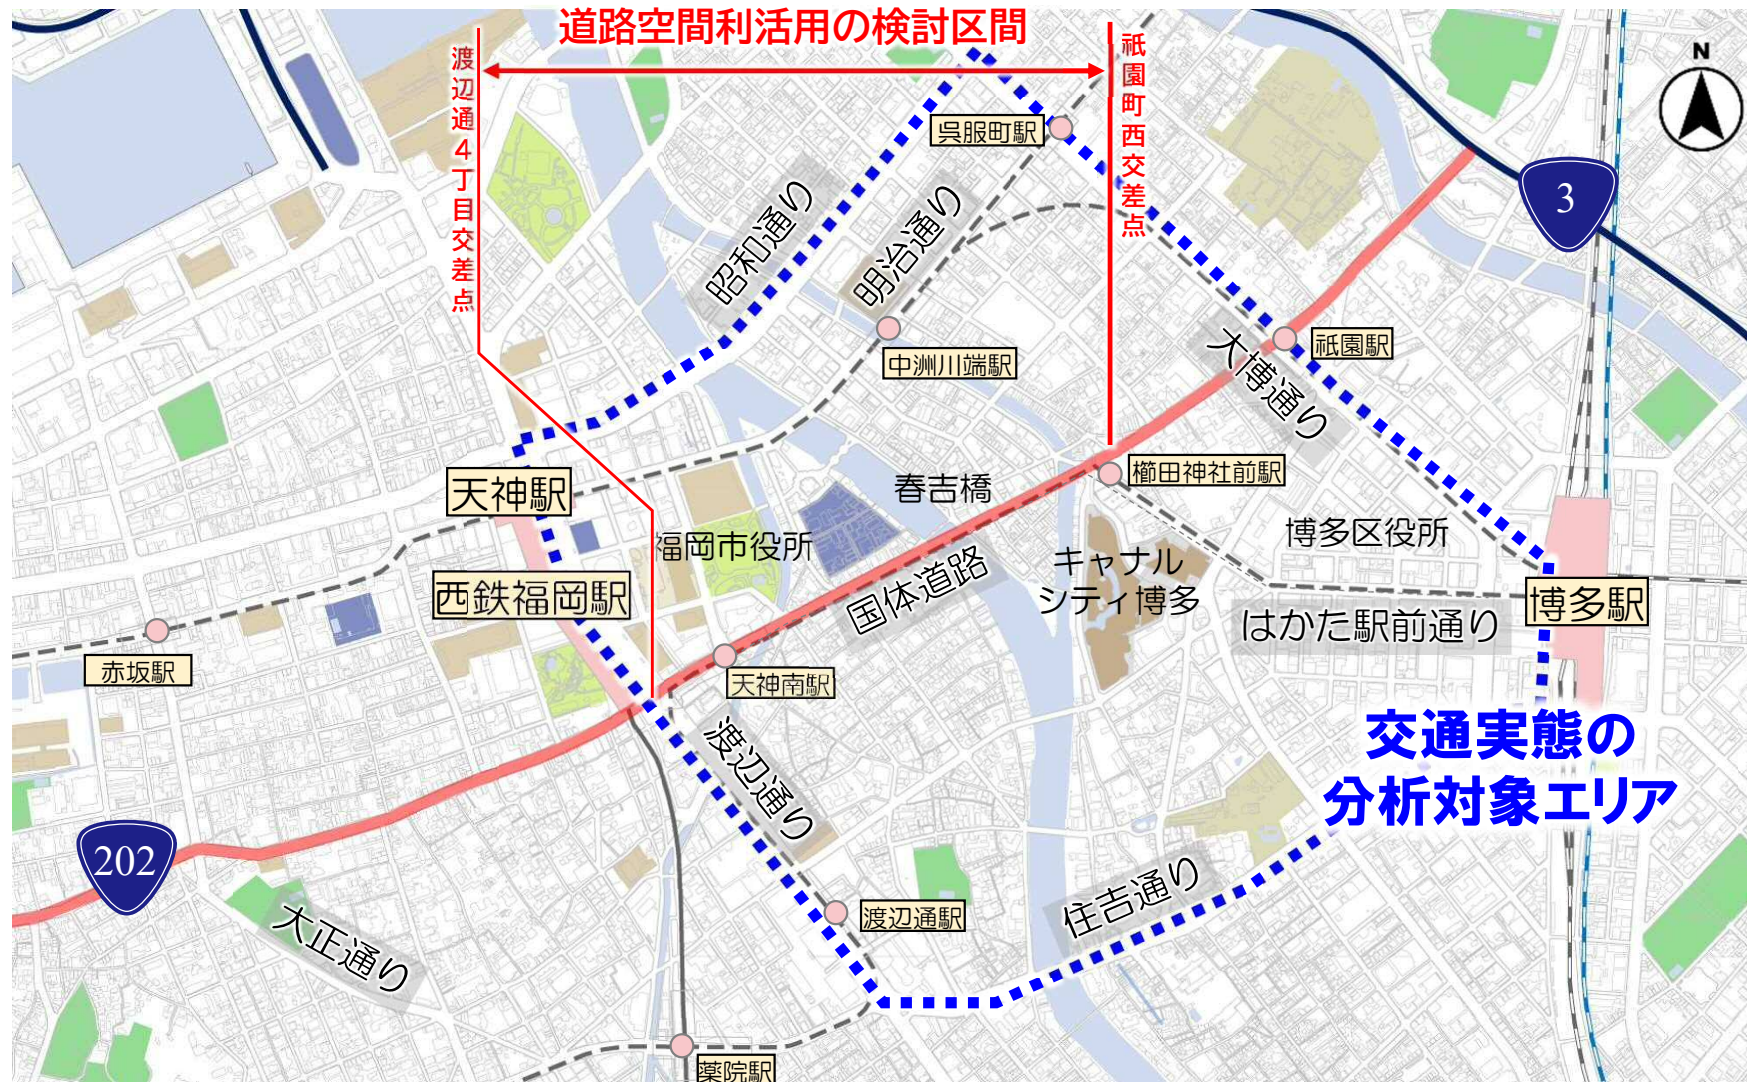 道路空間利活用の検討区間
渡辺通4丁目交差点
祇園町西交差点
N
3
呉服町駅
昭和通り
明治通り
中洲川端駅
祇園駅
大博通り
天神駅
春吉橋
櫛田神社前駅
福岡市役所
博多区役所
キャナル
シティ博多
西鉄福岡駅
国体道路
博多駅
はかた駅前通り
赤坂駅
天神南駅
渡辺通り
交通実態の
分析対象エリア
202
大正通り
渡辺通駅
住吉通り
薬院駅